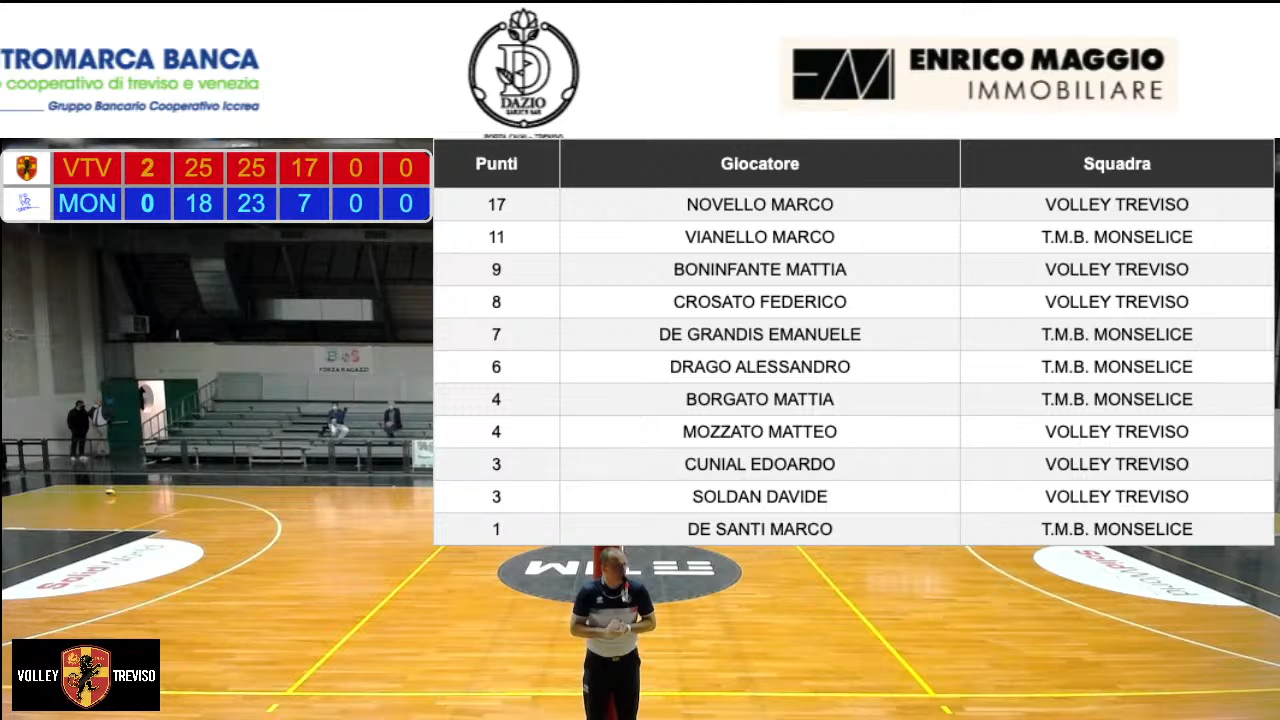 TROMARCA BANCA
cooperativo di treviso e venezia
Gruppo Bancario Cooperativo Iccrea
D
DAZIO
ENRICO MAGGIO
IMMOBILIARE
VTV 2 25 25 17 0 0
MON 0 18 23 7 0 0
Punti Giocatore Squadra
17 NOVELLO MARCO VOLLEY TREVISO
11 VIANELLO MARCO T.M.B. MONSELICE
9 BONINFANTE MATTIA VOLLEY TREVISO
8 CROSATO FEDERICO VOLLEY TREVISO
7 DE GRANDIS EMANUELE T.M.B. MONSELICE
6 DRAGO ALESSANDRO T.M.B. MONSELICE
4 BORGATO MATTIA T.M.B. MONSELICE
4 MOZZATO MATTEO VOLLEY TREVISO
3 CUNIAL EDOARDO VOLLEY TREVISO
3 SOLDAN DAVIDE VOLLEY TREVISO
1 DE SANTI MARCO T.M.B. MONSELICE
FORZA RAGAZZI
VOLLEY TREVISO